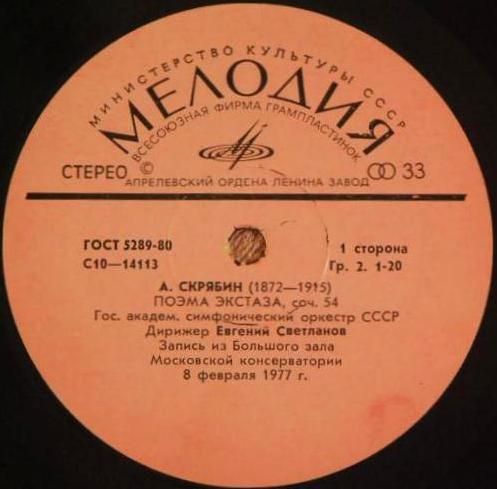 МИНИСТЕРСТВО КУЛЬТУРЫ СССР
МЕЛОДИЯ
ВСЕСОЮЗНАЯ ФИРМА ГРАМПЛАСТИНОК
СТЕРЕО © 33
АПРЕЛЕВСКИЙ ОРДЕНА ЛЕНИНА ЗАВОД
ГОСТ 5289-80 1 сторона
С10—14113 Гр. 2. 1-20
А. СКРЯБИН (1872—1915)
ПОЭМА ЭКСТАЗА, соч. 54
Гос. академ. симфонический оркестр СССР
Дирижер Евгений Светланов
Запись из Большого зала
Московской консерватории
8 февраля 1977 г.